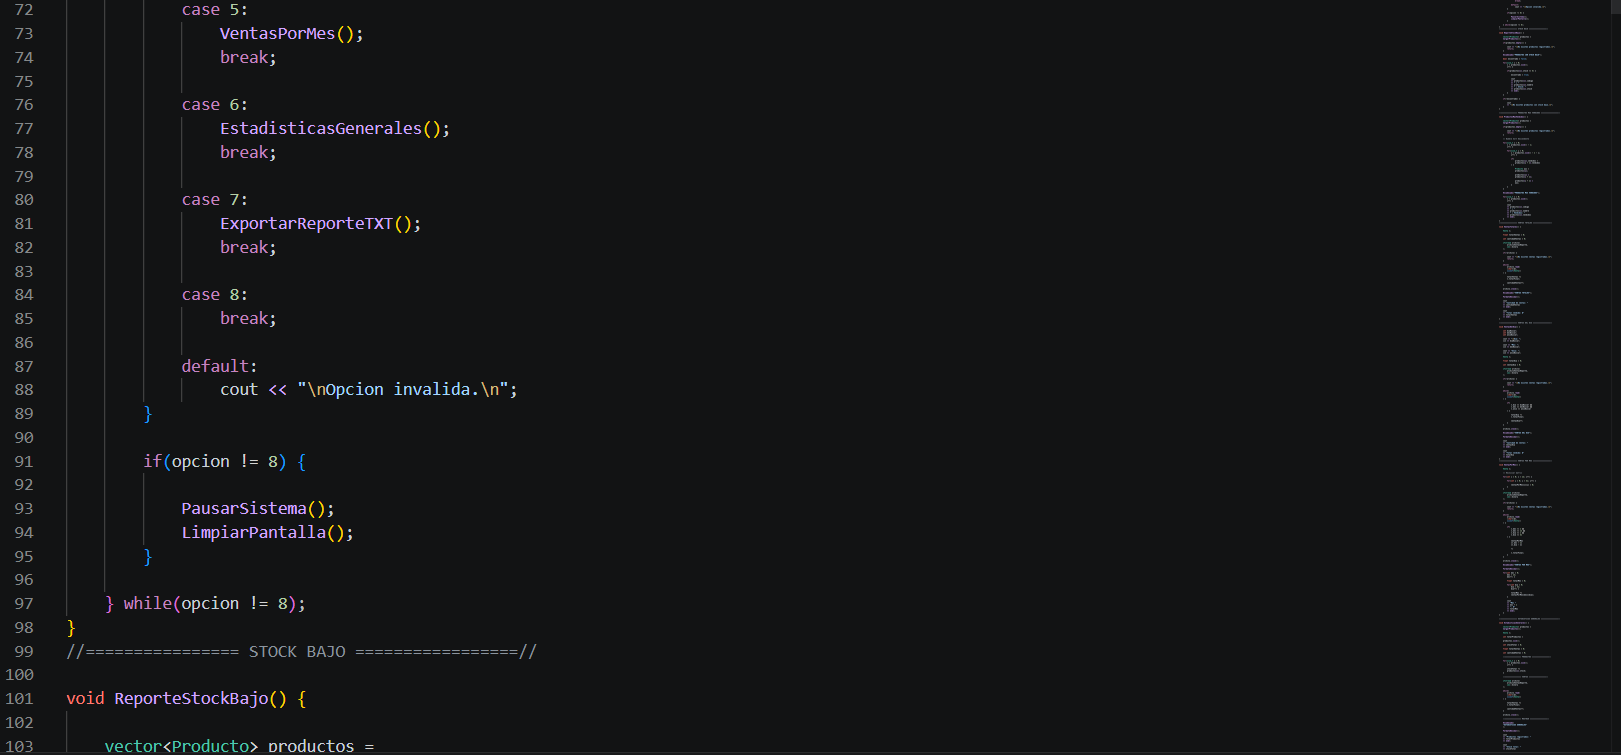 72 case 5:
73 VentasPorMes();
74 break;
75
76 case 6:
77 EstadisticasGenerales();
78 break;
79
80 case 7:
81 ExportarReporteTXT();
82 break;
83
84 case 8:
85 break;
86
87 default:
88 cout << "\nOpcion invalida.\n";
89 }
90
91 if(opcion != 8) {
92
93 PausarSistema();
94 LimpiarPantalla();
95 }
96
97 } while(opcion != 8);
98 }
99 //================ STOCK BAJO =================//
100
101 void ReporteStockBajo() {
102
103 vector<Producto> productos =